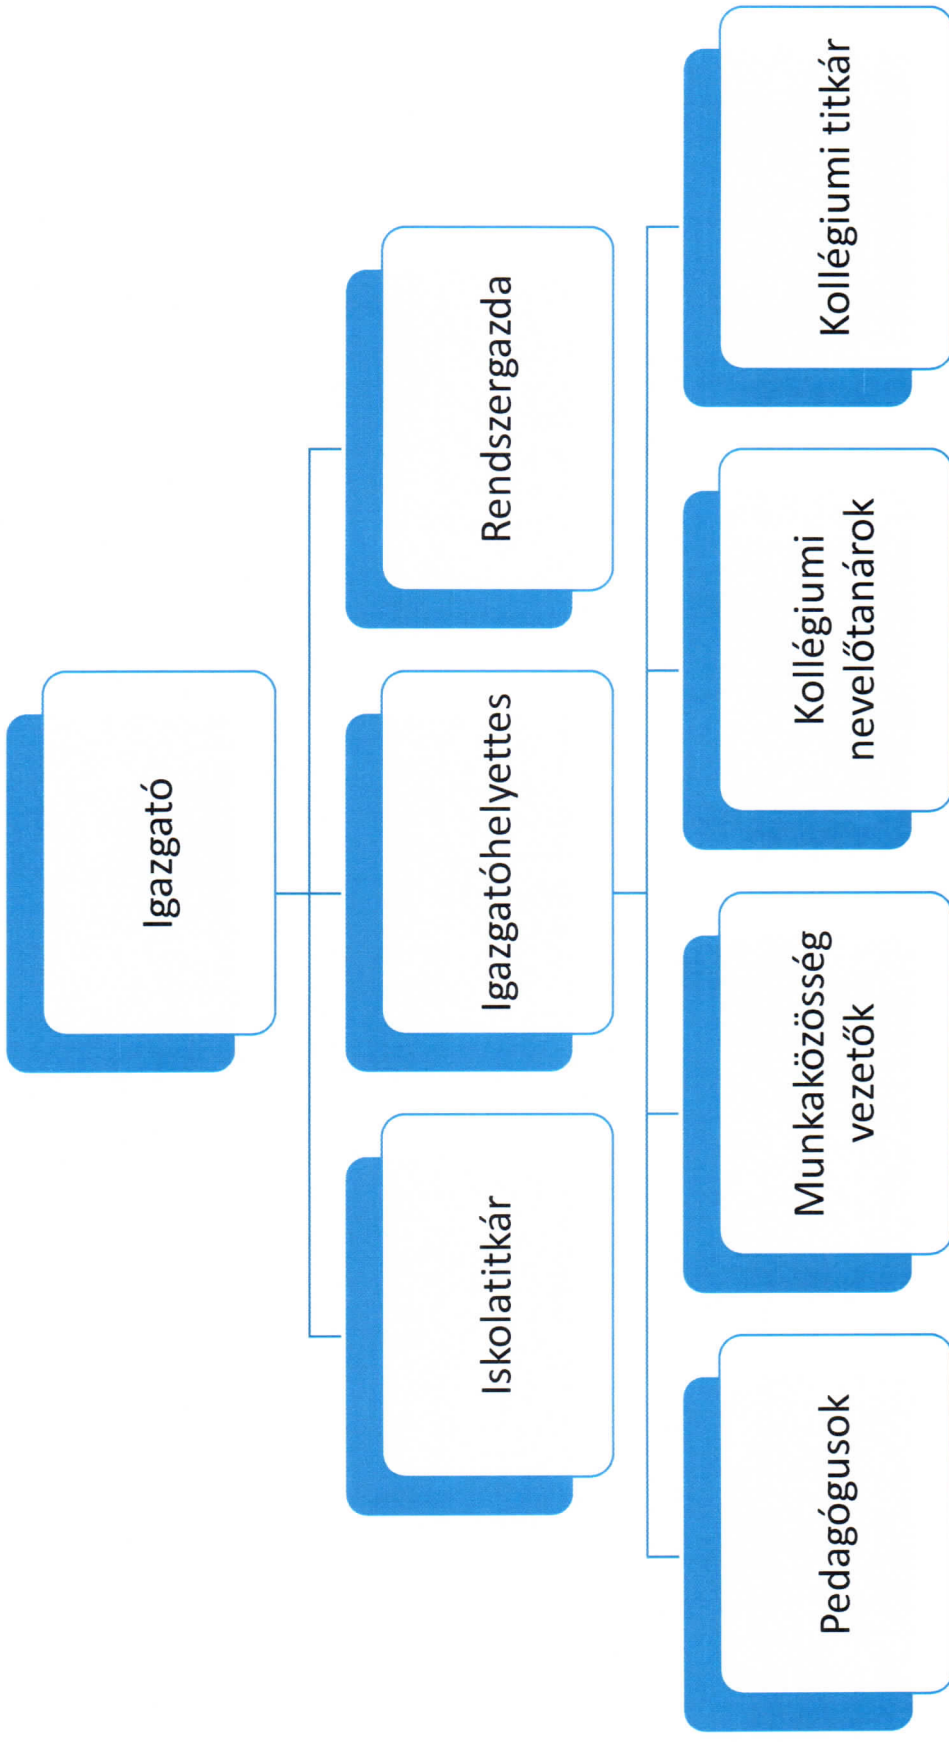 Igazgató
Iskolatitkár
Igazgatóhelyettes
Rendszergazda
Pedagógusok
Munkaközösség
vezetők
Kollégiumi
nevelőtanárok
Kollégiumi titkár